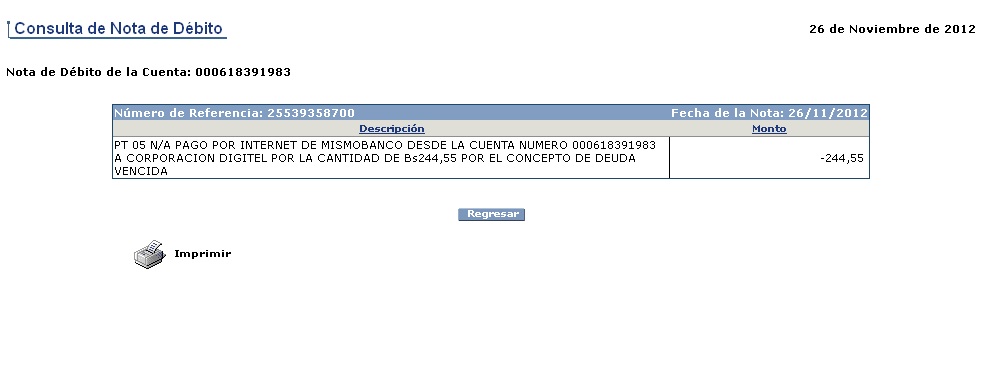 Consulta de Nota de Débito
26 de Noviembre de 2012
Nota de Débito de la Cuenta: 000618391983
Número de Referencia: 25539358700 Fecha de la Nota: 26/11/2012
Descripción Monto
PT 05 N/A PAGO POR INTERNET DE MISMOBANCO DESDE LA CUENTA NUMERO 000618391983
A CORPORACION DIGITEL POR LA CANTIDAD DE Bs244,55 POR EL CONCEPTO DE DEUDA
VENCIDA
-244,55
Regresar
Imprimir